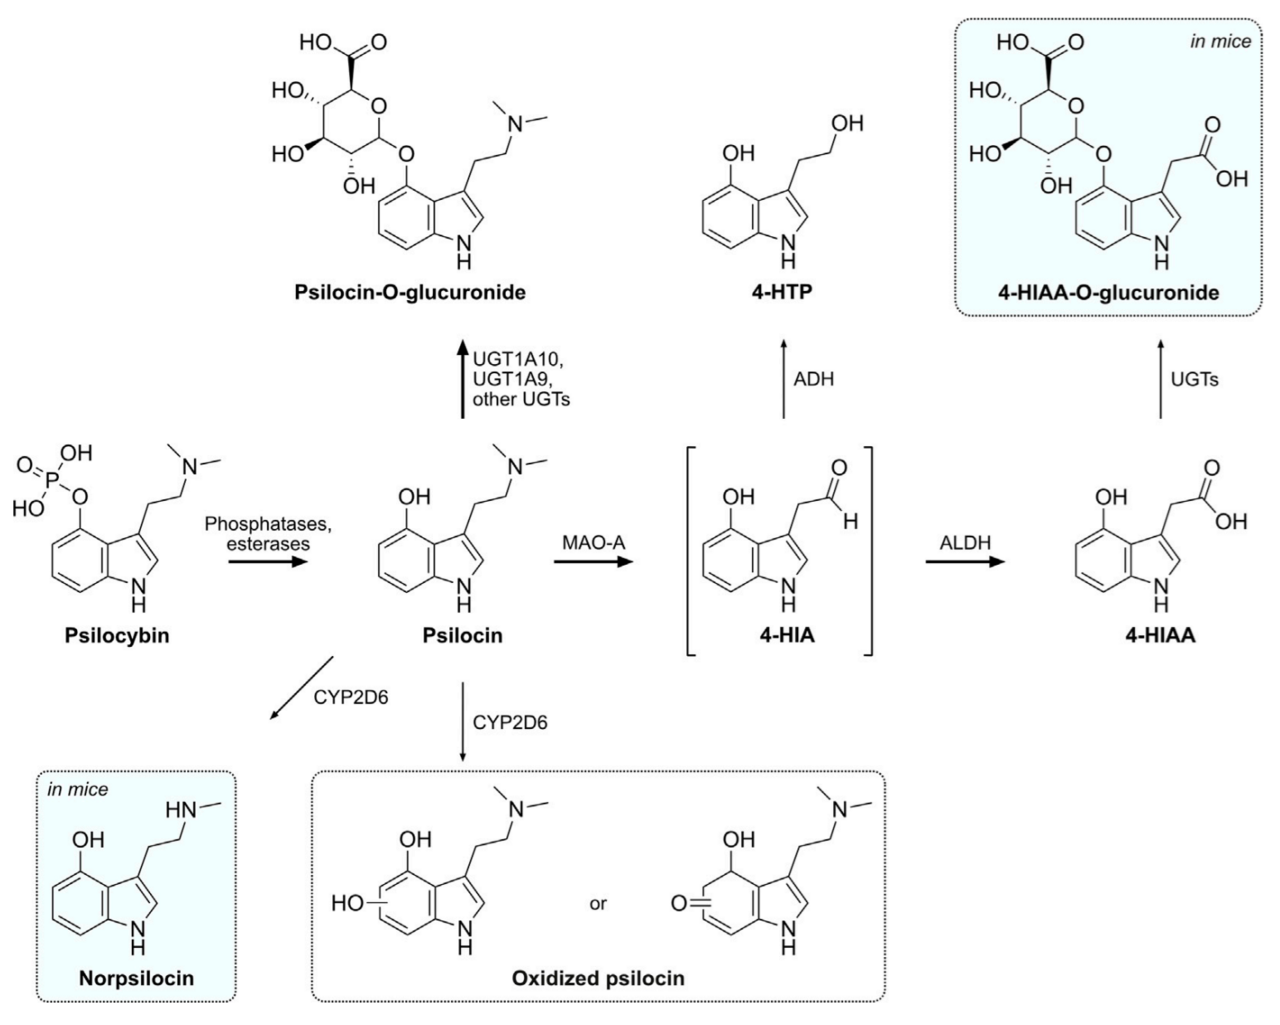 HO
O
in mice
HO
O
HO
O
HO
O
OH
N
O
HO
OH
N
H
Psilocin-O-glucuronide
OH
OH
N
H
4-HTP
HO
O
HO
O
OH
O
OH
N
H
4-HIAA-O-glucuronide
UGT1A10,
UGT1A9,
other UGTs
ADH
UGTs
OH
O
P
HO
O
N
N
H
Psilocybin
Phosphatases,
esterases
OH
N
N
H
Psilocin
MAO-A
OH
O
H
N
H
4-HIA
ALDH
OH
O
OH
N
H
4-HIAA
CYP2D6
CYP2D6
in mice
HN
OH
N
H
Norpsilocin
N
OH
HO
N
H
or
N
OH
O
N
H
Oxidized psilocin